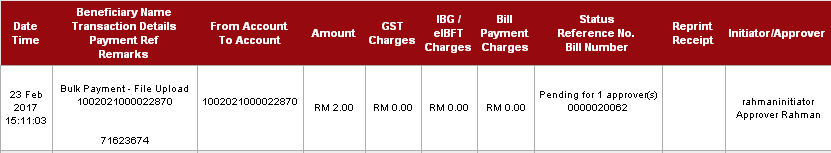 Date
Time
Beneficiary Name
Transaction Details
Payment Ref
Remarks
From Account
To Account
Amount
GST
Charges
IBG /
eIBFT
Charges
Bill
Payment
Charges
Status
Reference No.
Bill Number
Reprint
Receipt
Initiator/Approver
23 Feb
2017
15:11:03
Bulk Payment - File Upload
1002021000022870
71623674
1002021000022870
RM 2.00
RM 0.00
RM 0.00
RM 0.00
Pending for 1 approver(s)
0000020062
rahmaninitiator
Approver Rahman